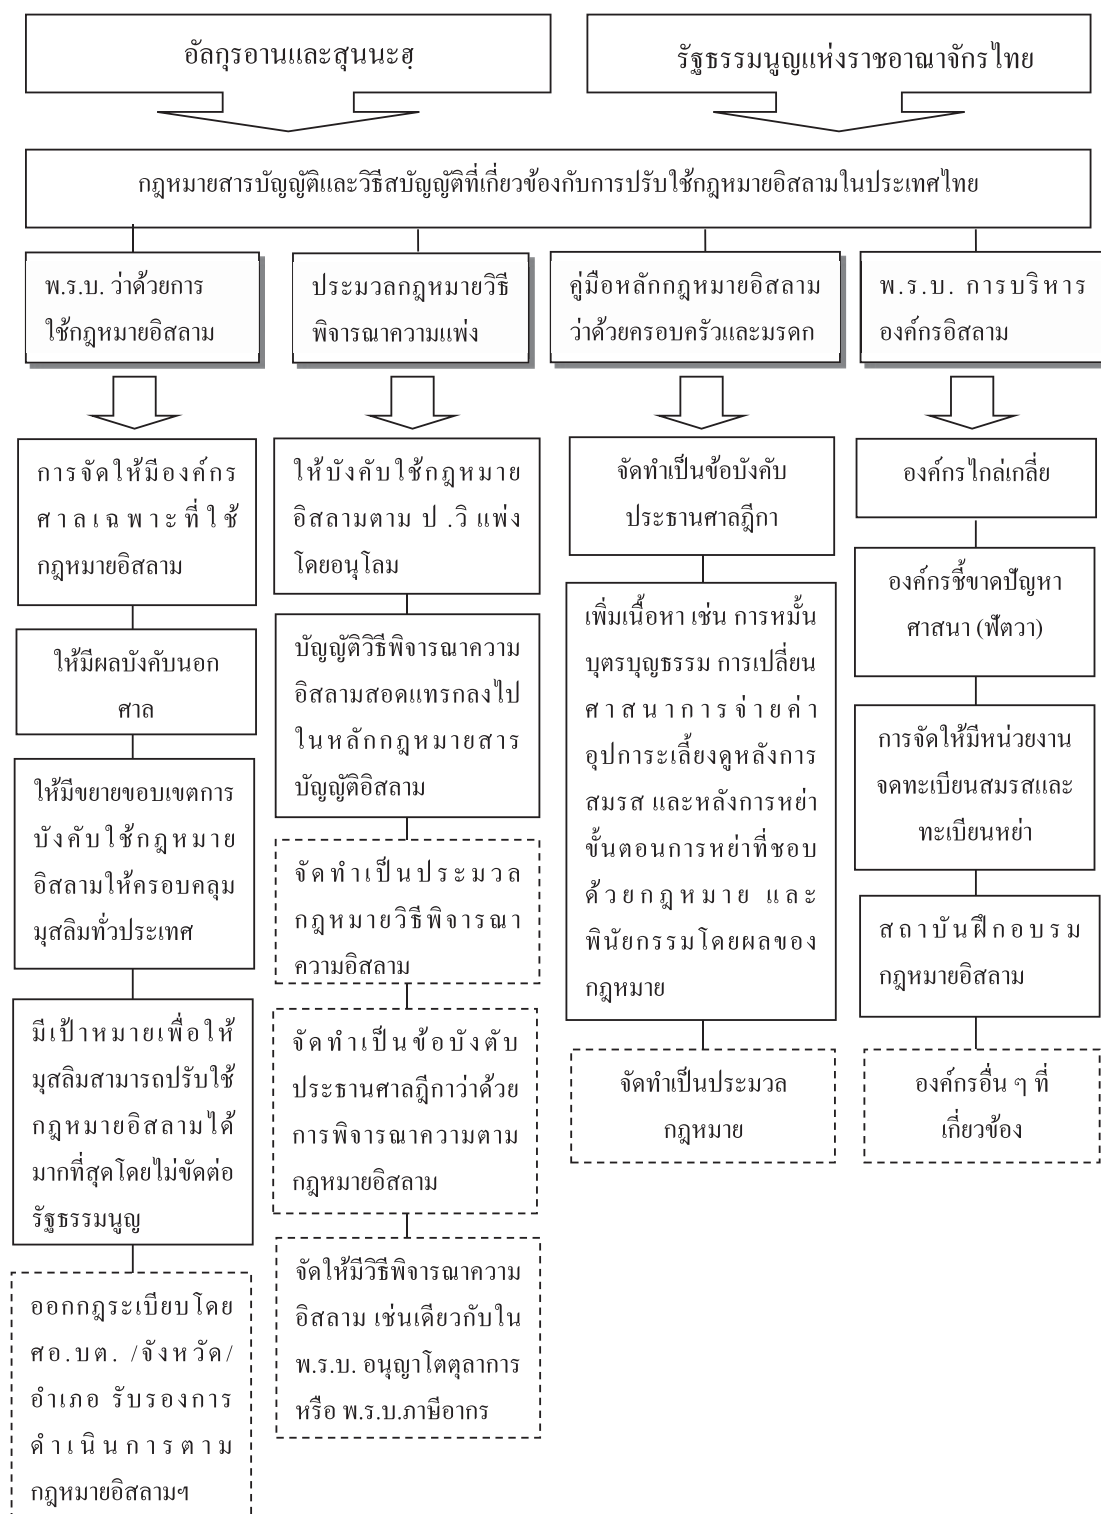 อัลกุรอานและสุนนะฮฺ
รัฐธรรมนูญแห่งราชอาณาจักรไทย
กฎหมายสารบัญญัติและวิธีสบัญญัติที่เกี่ยวข้องกับการปรับใช้กฎหมายอิสลามในประเทศไทย
พ.ร.บ. ว่าด้วยการ
ใช้กฎหมายอิสลาม
การจัดให้มีองค์กร
ศาลเฉพาะที่ใช้
กฎหมายอิสลาม
ให้มีผลบังคับนอก
ศาล
ให้มีขยายขอบเขตการ
บังคับใช้กฎหมาย
อิสลามให้ครอบคลุม
มุสลิมทั่วประเทศ
มีเป้าหมายเพื่อให้
มุสลิมสามารถปรับใช้
กฎหมายอิสลามได้
มากที่สุดโดยไม่ขัดต่อ
รัฐธรรมนูญ
ออกกฎระเบียบโดย
ศอ.บต. /จังหวัด/
อำเภอ รับรองการ
ดำเนินการตาม
กฎหมายอิสลามฯ
ประมวลกฎหมายวิธี
พิจารณาความแพ่ง
ให้บังคับใช้กฎหมาย
อิสลามตาม ป .วิ แพ่ง
โดยอนุโลม
บัญญัติวิธีพิจารณาความ
อิสลามสอดแทรกลงไป
ในหลักกฎหมายสาร
บัญญัติอิสลาม
จัดทำเป็นประมวล
กฎหมายวิธีพิจารณา
ความอิสลาม
จัดทำเป็นข้อบังตับ
ประธานศาลฎีกาว่าด้วย
การพิจารณาความตาม
กฎหมายอิสลาม
จัดให้มีวิธีพิจารณาความ
อิสลาม เช่นเดียวกับใน
พ.ร.บ. อนุญาโตตุลาการ
หรือ พ.ร.บ.ภาษีอากร
คู่มือหลักกฎหมายอิสลาม
ว่าด้วยครอบครัวและมรดก
จัดทำเป็นข้อบังคับ
ประธานศาลฎีกา
เพิ่มเนื้อหา เช่น การหมั้น
บุตรบุญธรรม การเปลี่ยน
ศาสนาการจ่ายค่า
อุปการะเลี้ยงดูหลังการ
สมรส และหลังการหย่า
ขั้นตอนการหย่าที่ชอบ
ด้วยกฎหมาย และ
พินัยกรรมโดยผลของ
กฎหมาย
จัดทำเป็นประมวล
กฎหมาย
พ.ร.บ. การบริหาร
องค์กรอิสลาม
องค์กรไกล่เกลี่ย
องค์กรชี้ขาดปัญหา
ศาสนา (ฟัตวา)
การจัดให้มีหน่วยงาน
จดทะเบียนสมรสและ
ทะเบียนหย่า
สถาบันฝึกอบรม
กฎหมายอิสลาม
องค์กรอื่น ๆ ที่
เกี่ยวข้อง